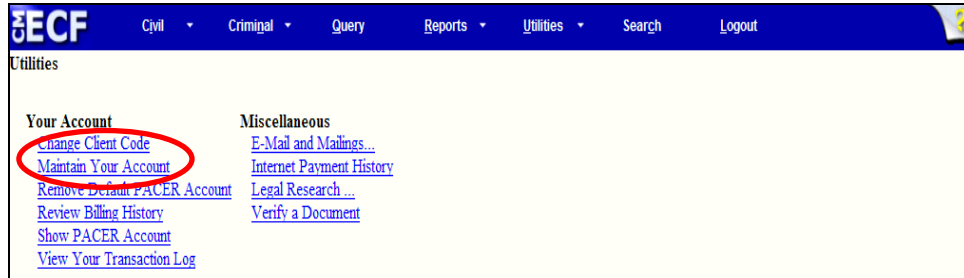 CM ECF Civil Criminal Query Reports Utilities Search Logout ?
Utilities
Your Account
Change Client Code
Maintain Your Account
Remove Default PACER Account
Review Billing History
Show PACER Account
View Your Transaction Log
Miscellaneous
E-Mail and Mailings...
Internet Payment History
Legal Research ...
Verify a Document